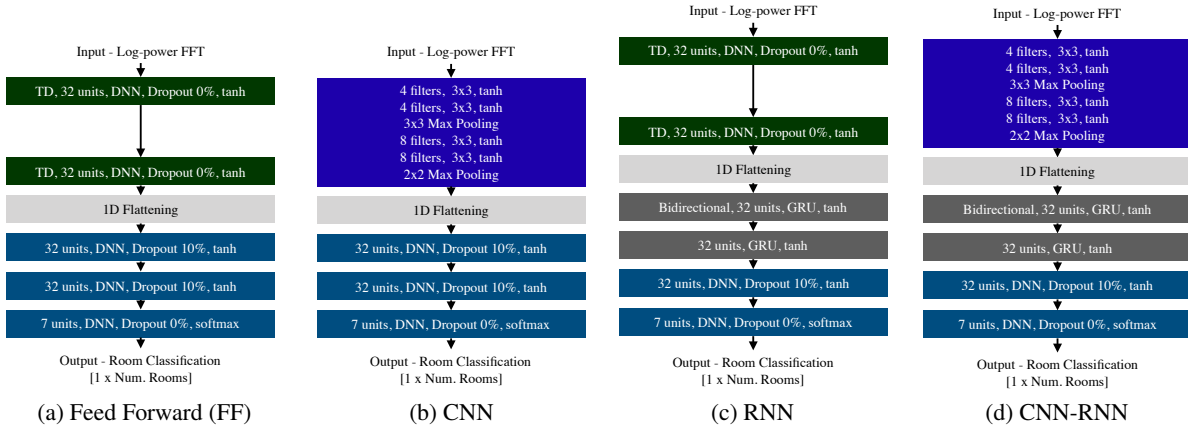 Input - Log-power FFT
TD, 32 units, DNN, Dropout 0%, tanh
TD, 32 units, DNN, Dropout 0%, tanh
1D Flattening
32 units, DNN, Dropout 10%, tanh
32 units, DNN, Dropout 10%, tanh
7 units, DNN, Dropout 0%, softmax
Output - Room Classification
[1 x Num. Rooms]
(a) Feed Forward (FF)
Input - Log-power FFT
4 filters, 3x3, tanh
4 filters, 3x3, tanh
3x3 Max Pooling
8 filters, 3x3, tanh
8 filters, 3x3, tanh
2x2 Max Pooling
1D Flattening
32 units, DNN, Dropout 10%, tanh
32 units, DNN, Dropout 10%, tanh
7 units, DNN, Dropout 0%, softmax
Output - Room Classification
[1 x Num. Rooms]
(b) CNN
Input - Log-power FFT
TD, 32 units, DNN, Dropout 0%, tanh
TD, 32 units, DNN, Dropout 0%, tanh
1D Flattening
Bidirectional, 32 units, GRU, tanh
32 units, GRU, tanh
32 units, DNN, Dropout 10%, tanh
7 units, DNN, Dropout 0%, softmax
Output - Room Classification
[1 x Num. Rooms]
(c) RNN
Input - Log-power FFT
4 filters, 3x3, tanh
4 filters, 3x3, tanh
3x3 Max Pooling
8 filters, 3x3, tanh
8 filters, 3x3, tanh
2x2 Max Pooling
1D Flattening
Bidirectional, 32 units, GRU, tanh
32 units, GRU, tanh
32 units, DNN, Dropout 10%, tanh
7 units, DNN, Dropout 0%, softmax
Output - Room Classification
[1 x Num. Rooms]
(d) CNN-RNN